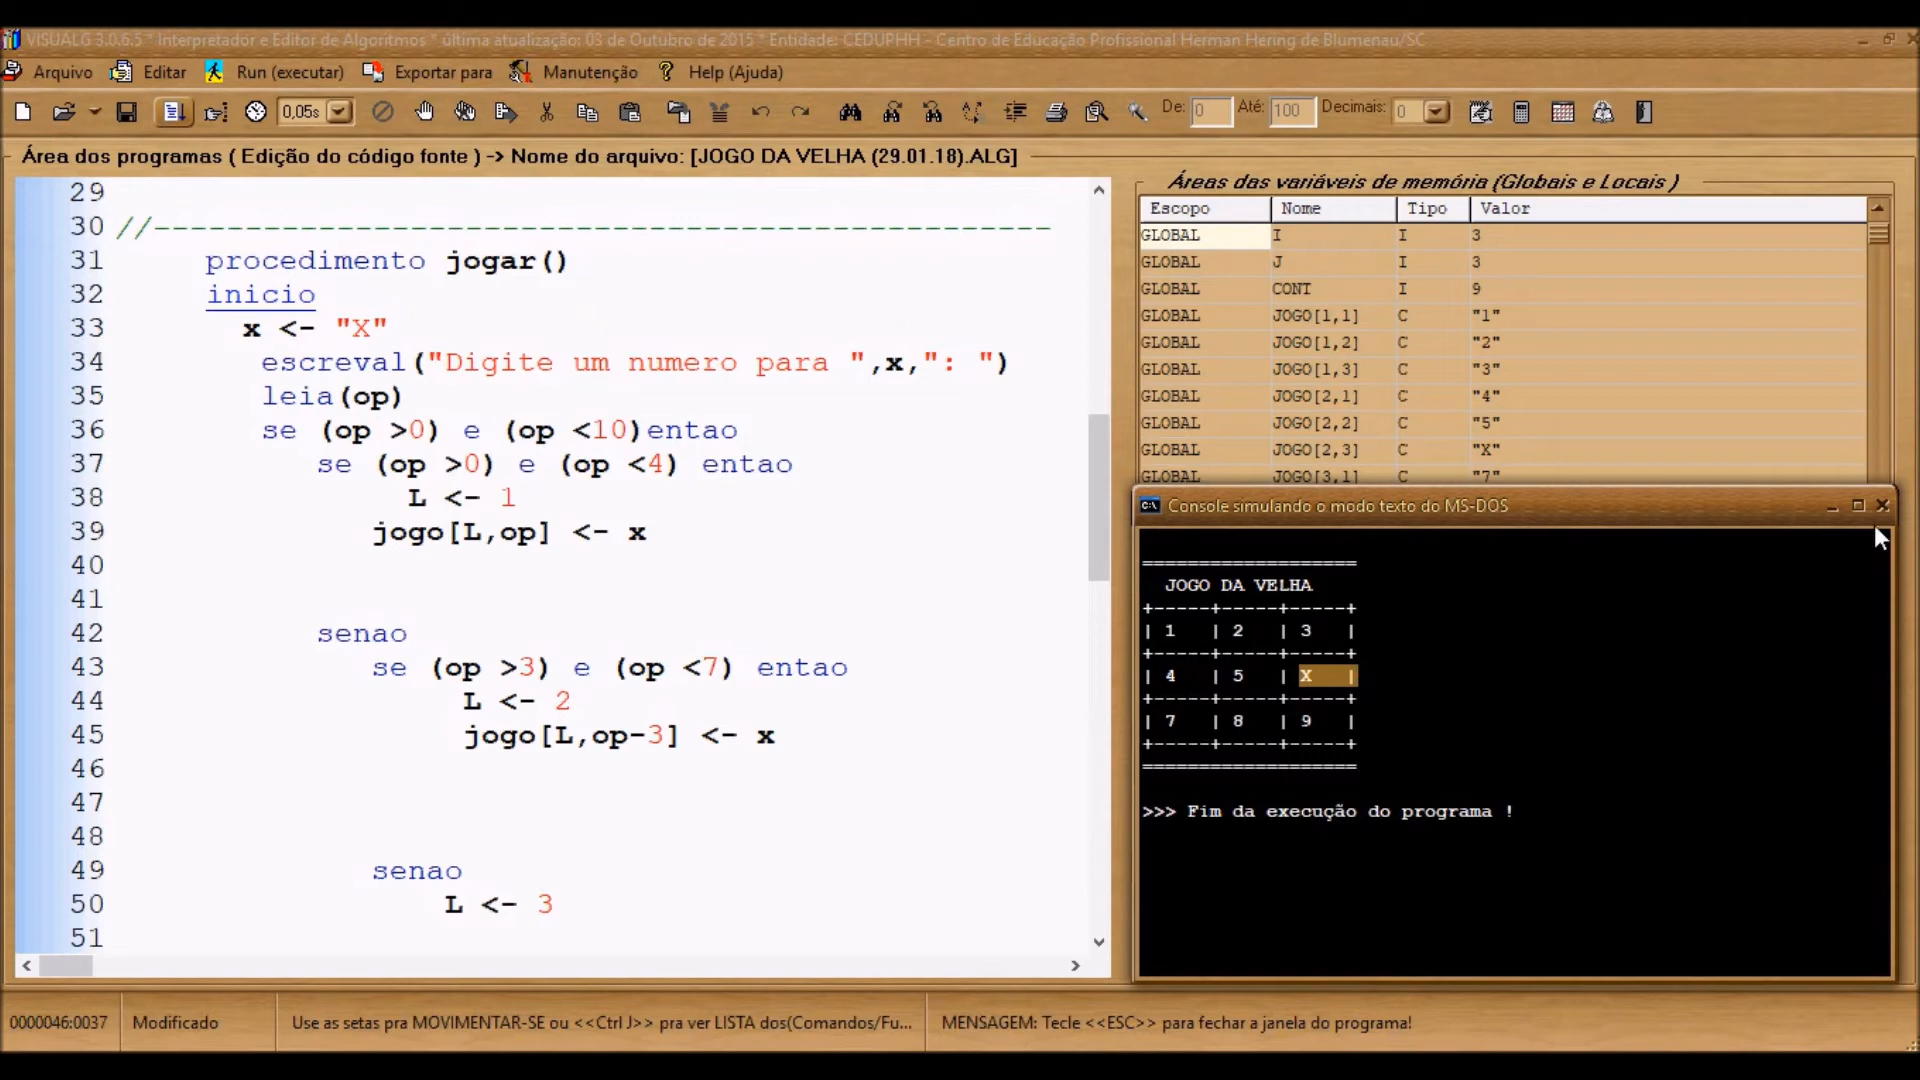 VISUALG 3.0.6.5 * Interpretador e Editor de Algoritmos * última atualização: 03 de Outubro de 2015 * Entidade: CEDUPHH - Centro de Educação Profissional Herman Hering de Blumenau/SC
Arquivo Editar Run (executar) Exportar para Manutenção Help (Ajuda)
0,05s De: 0 Até: 100 Decimais: 0
Área dos programas ( Edição do código fonte ) -> Nome do arquivo: [JOGO DA VELHA (29.01.18).ALG]
29
30 //-------------------------------------------------
31 procedimento jogar()
32 inicio
33 x <- "X"
34 escreval("Digite um numero para ",x,": ")
35 leia(op)
36 se (op >0) e (op <10)entao
37 se (op >0) e (op <4) entao
38 L <- 1
39 jogo[L,op] <- x
40
41
42 senao
43 se (op >3) e (op <7) entao
44 L <- 2
45 jogo[L,op-3] <- x
46
47
48
49 senao
50 L <- 3
51
Áreas das variáveis de memória (Globais e Locais )
Escopo Nome Tipo Valor
GLOBAL I I 3
GLOBAL J I 3
GLOBAL CONT I 9
GLOBAL JOGO[1,1] C "1"
GLOBAL JOGO[1,2] C "2"
GLOBAL JOGO[1,3] C "3"
GLOBAL JOGO[2,1] C "4"
GLOBAL JOGO[2,2] C "5"
GLOBAL JOGO[2,3] C "X"
GLOBAL JOGO[3,1] C "7"
C:\ Console simulando o modo texto do MS-DOS
===================
JOGO DA VELHA
+-----+-----+-----+
| 1 | 2 | 3 |
+-----+-----+-----+
| 4 | 5 | X |
+-----+-----+-----+
| 7 | 8 | 9 |
+-----+-----+-----+
===================
>>> Fim da execução do programa !
0000046:0037 Modificado Use as setas pra MOVIMENTAR-SE ou <<Ctrl J>> pra ver LISTA dos(Comandos/Fu... MENSAGEM: Tecle <<ESC>> para fechar a janela do programa!